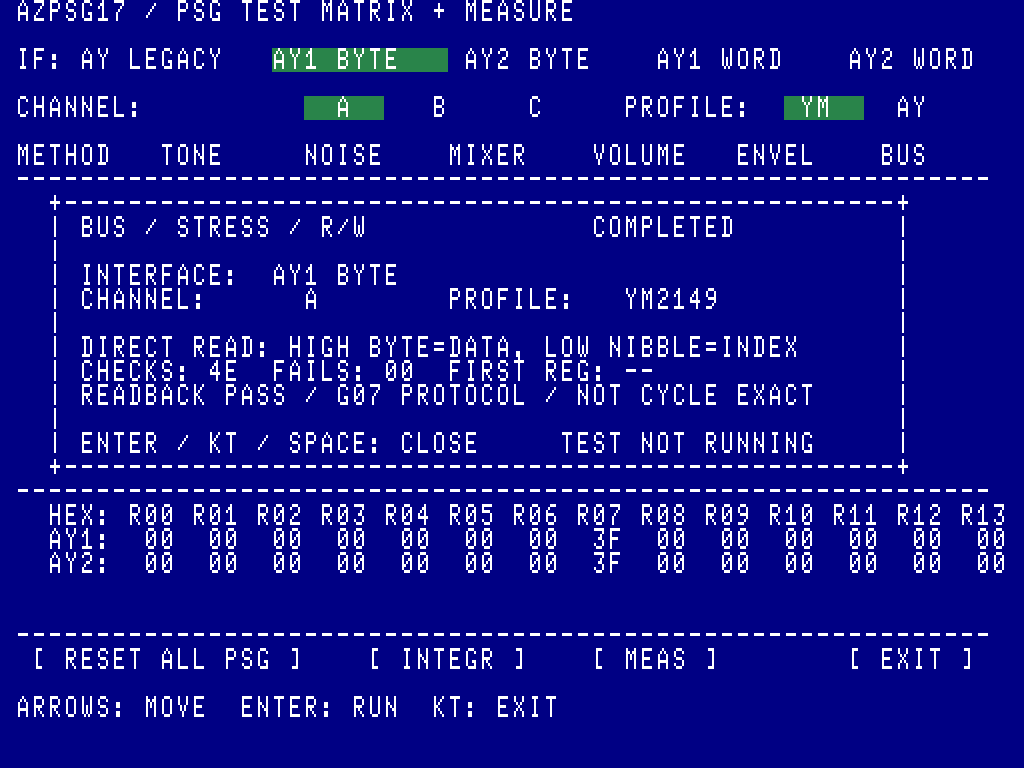 AZPSG17 / PSG TEST MATRIX + MEASURE
IF: AY LEGACY   AY1 BYTE   AY2 BYTE   AY1 WORD   AY2 WORD
CHANNEL:   A   B   C   PROFILE:   YM   AY
METHOD   TONE   NOISE   MIXER   VOLUME   ENVEL   BUS
-------------------------------------------------------------
+----------------------------------------------------+
| BUS / STRESS / R/W   COMPLETED |
| |
| INTERFACE:  AY1 BYTE |
| CHANNEL:   A   PROFILE:   YM2149 |
| |
| DIRECT READ: HIGH BYTE=DATA, LOW NIBBLE=INDEX |
| CHECKS: 4E  FAILS: 00  FIRST REG: -- |
| READBACK PASS / G07 PROTOCOL / NOT CYCLE EXACT |
| |
| ENTER / KT / SPACE: CLOSE   TEST NOT RUNNING |
+----------------------------------------------------+
-------------------------------------------------------------
HEX: R00 R01 R02 R03 R04 R05 R06 R07 R08 R09 R10 R11 R12 R13
AY1: 00 00 00 00 00 00 00 3F 00 00 00 00 00 00
AY2: 00 00 00 00 00 00 00 3F 00 00 00 00 00 00
-------------------------------------------------------------
[ RESET ALL PSG ]   [ INTEGR ]   [ MEAS ]   [ EXIT ]
ARROWS: MOVE  ENTER: RUN  KT: EXIT